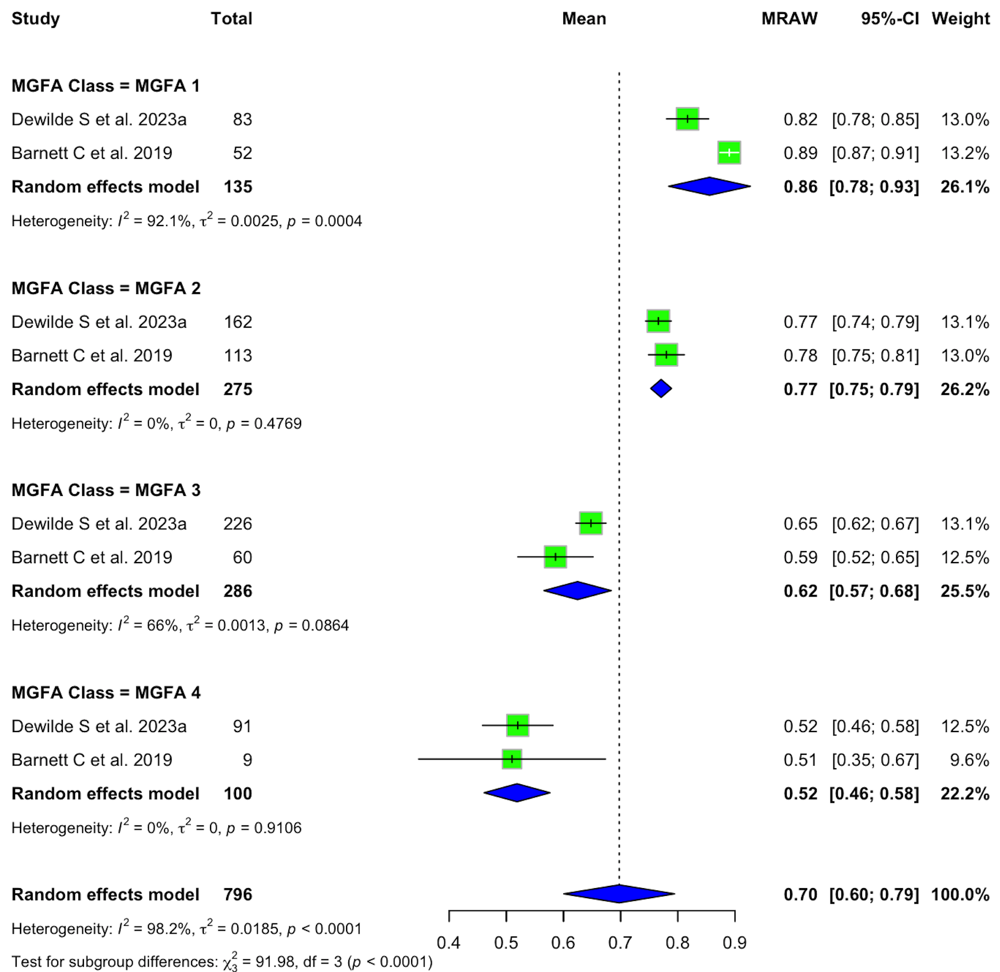 Study Total Mean MRAW 95%-CI Weight
MGFA Class = MGFA 1
Dewilde S et al. 2023a 83 0.82 [0.78; 0.85] 13.0%
Barnett C et al. 2019 52 0.89 [0.87; 0.91] 13.2%
Random effects model 135 0.86 [0.78; 0.93] 26.1%
Heterogeneity: I² = 92.1%, τ² = 0.0025, p = 0.0004
MGFA Class = MGFA 2
Dewilde S et al. 2023a 162 0.77 [0.74; 0.79] 13.1%
Barnett C et al. 2019 113 0.78 [0.75; 0.81] 13.0%
Random effects model 275 0.77 [0.75; 0.79] 26.2%
Heterogeneity: I² = 0%, τ² = 0, p = 0.4769
MGFA Class = MGFA 3
Dewilde S et al. 2023a 226 0.65 [0.62; 0.67] 13.1%
Barnett C et al. 2019 60 0.59 [0.52; 0.65] 12.5%
Random effects model 286 0.62 [0.57; 0.68] 25.5%
Heterogeneity: I² = 66%, τ² = 0.0013, p = 0.0864
MGFA Class = MGFA 4
Dewilde S et al. 2023a 91 0.52 [0.46; 0.58] 12.5%
Barnett C et al. 2019 9 0.51 [0.35; 0.67] 9.6%
Random effects model 100 0.52 [0.46; 0.58] 22.2%
Heterogeneity: I² = 0%, τ² = 0, p = 0.9106
Random effects model 796 0.70 [0.60; 0.79] 100.0%
Heterogeneity: I² = 98.2%, τ² = 0.0185, p < 0.0001
0.4 0.5 0.6 0.7 0.8 0.9
Test for subgroup differences: χ²₃ = 91.98, df = 3 (p < 0.0001)